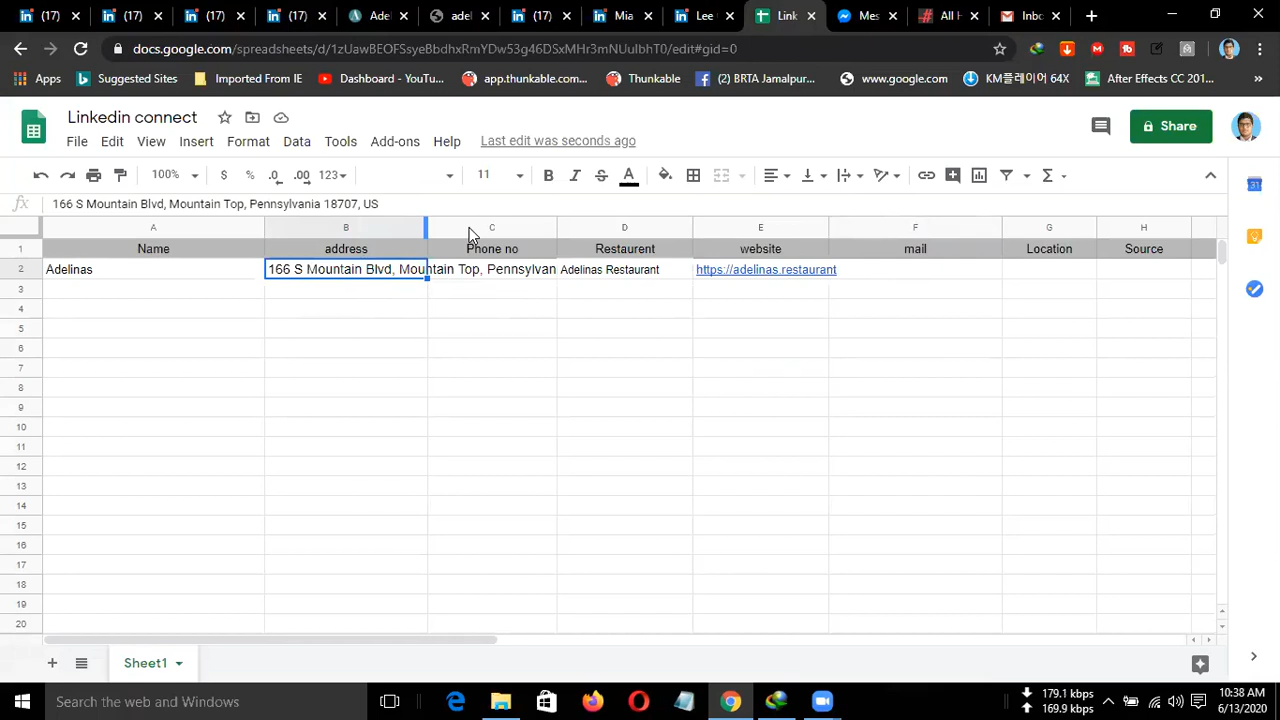 (17)
(17)
(17)
(17)
Adel
adel
(17)
Mia
Lee
Link
Mes
All H
Inbo
docs.google.com/spreadsheets/d/1zUawBEOFSsyeBbdhxRmYDw53g46DSxMHr3mNUulbhT0/edit#gid=0
Apps
Suggested Sites
Imported From IE
Dashboard - YouTu...
app.thunkable.com...
Thunkable
(2) BRTA Jamalpur...
www.google.com
KM플레이어 64X
After Effects CC 201...
Linkedin connect
Share
File Edit View Insert Format Data Tools Add-ons Help Last edit was seconds ago
100% $ % .0 .00 123 11 B I S A Σ
fx 166 S Mountain Blvd, Mountain Top, Pennsylvania 18707, US
A B C D E F G H
1 Name address Phone no Restaurent website mail Location Source
2 Adelinas 166 S Mountain Blvd, Mountain Top, Pennsylvan Adelinas Restaurant https://adelinas.restaurant
3
4
5
6
7
8
9
10
11
12
13
14
15
16
17
18
19
20
Sheet1
Search the web and Windows
179.1 kbps
169.9 kbps
10:38 AM
6/13/2020